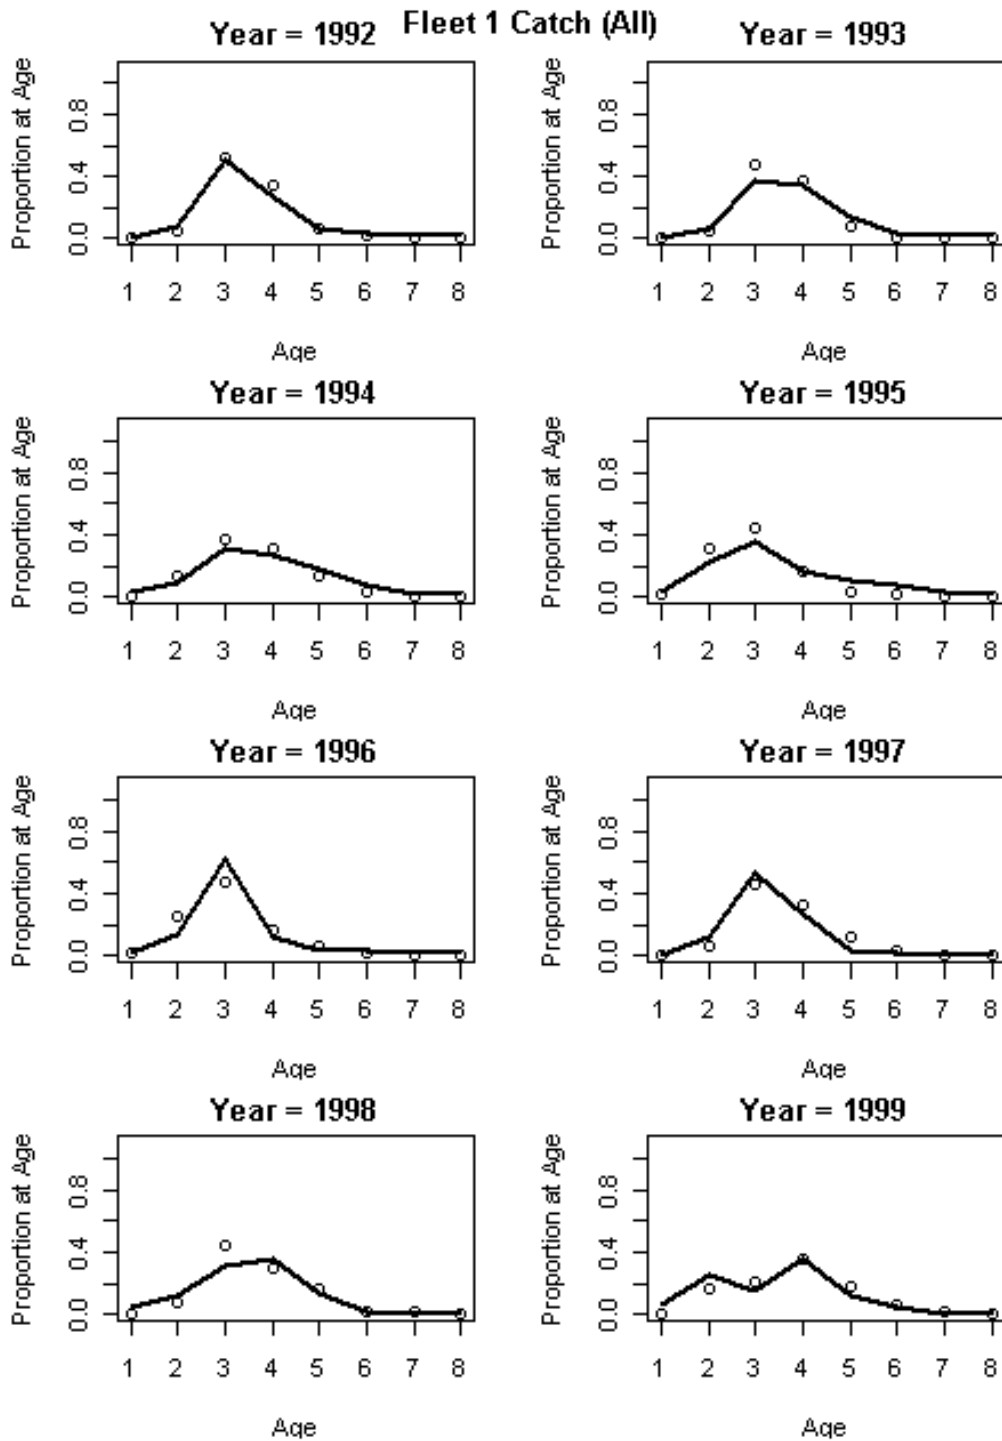 Fleet 1 Catch (All)
Year = 1992
Proportion at Age
0.0 0.4 0.8
1 2 3 4 5 6 7 8
Age
Year = 1993
Proportion at Age
0.0 0.4 0.8
1 2 3 4 5 6 7 8
Age
Year = 1994
Proportion at Age
0.0 0.4 0.8
1 2 3 4 5 6 7 8
Age
Year = 1995
Proportion at Age
0.0 0.4 0.8
1 2 3 4 5 6 7 8
Age
Year = 1996
Proportion at Age
0.0 0.4 0.8
1 2 3 4 5 6 7 8
Age
Year = 1997
Proportion at Age
0.0 0.4 0.8
1 2 3 4 5 6 7 8
Age
Year = 1998
Proportion at Age
0.0 0.4 0.8
1 2 3 4 5 6 7 8
Age
Year = 1999
Proportion at Age
0.0 0.4 0.8
1 2 3 4 5 6 7 8
Age